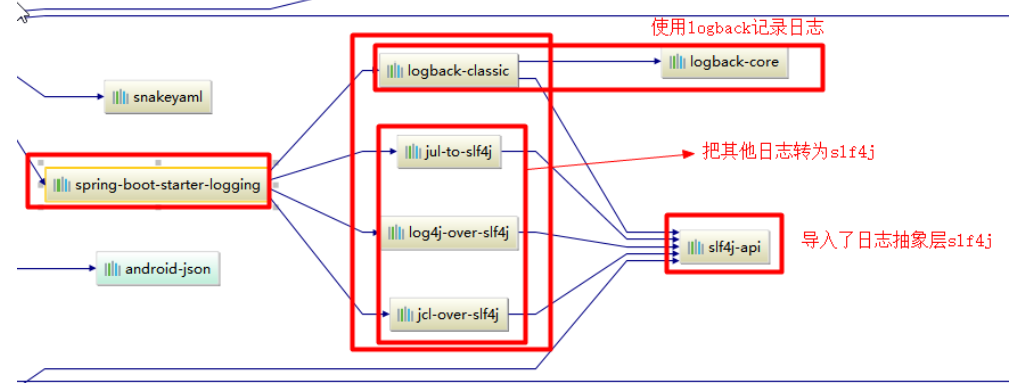 使用logback记录日志
logback-classic
logback-core
snakeyaml
jul-to-slf4j
把其他日志转为slf4j
spring-boot-starter-logging
log4j-over-slf4j
slf4j-api
导入了日志抽象层slf4j
android-json
jcl-over-slf4j